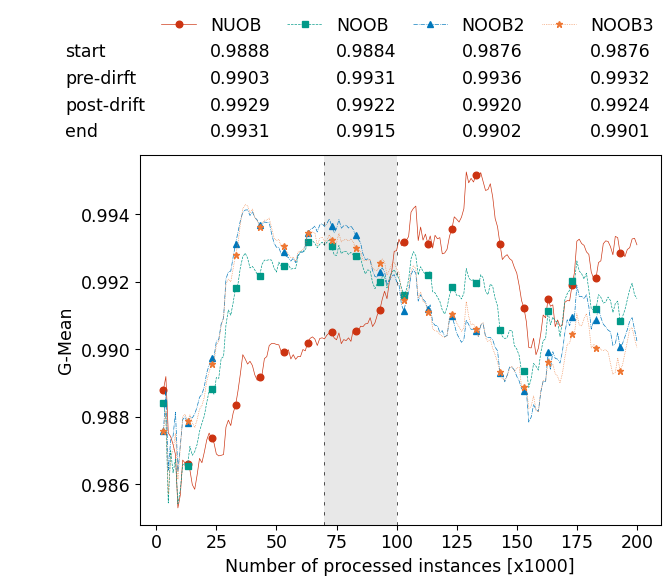 NUOB NOOB NOOB2 NOOB3
start 0.9888 0.9884 0.9876 0.9876
pre-dirft 0.9903 0.9931 0.9936 0.9932
post-drift 0.9929 0.9922 0.9920 0.9924
end 0.9931 0.9915 0.9902 0.9901
0.994
0.992
0.990
0.988
0.986
G-Mean
0 25 50 75 100 125 150 175 200
Number of processed instances [x1000]